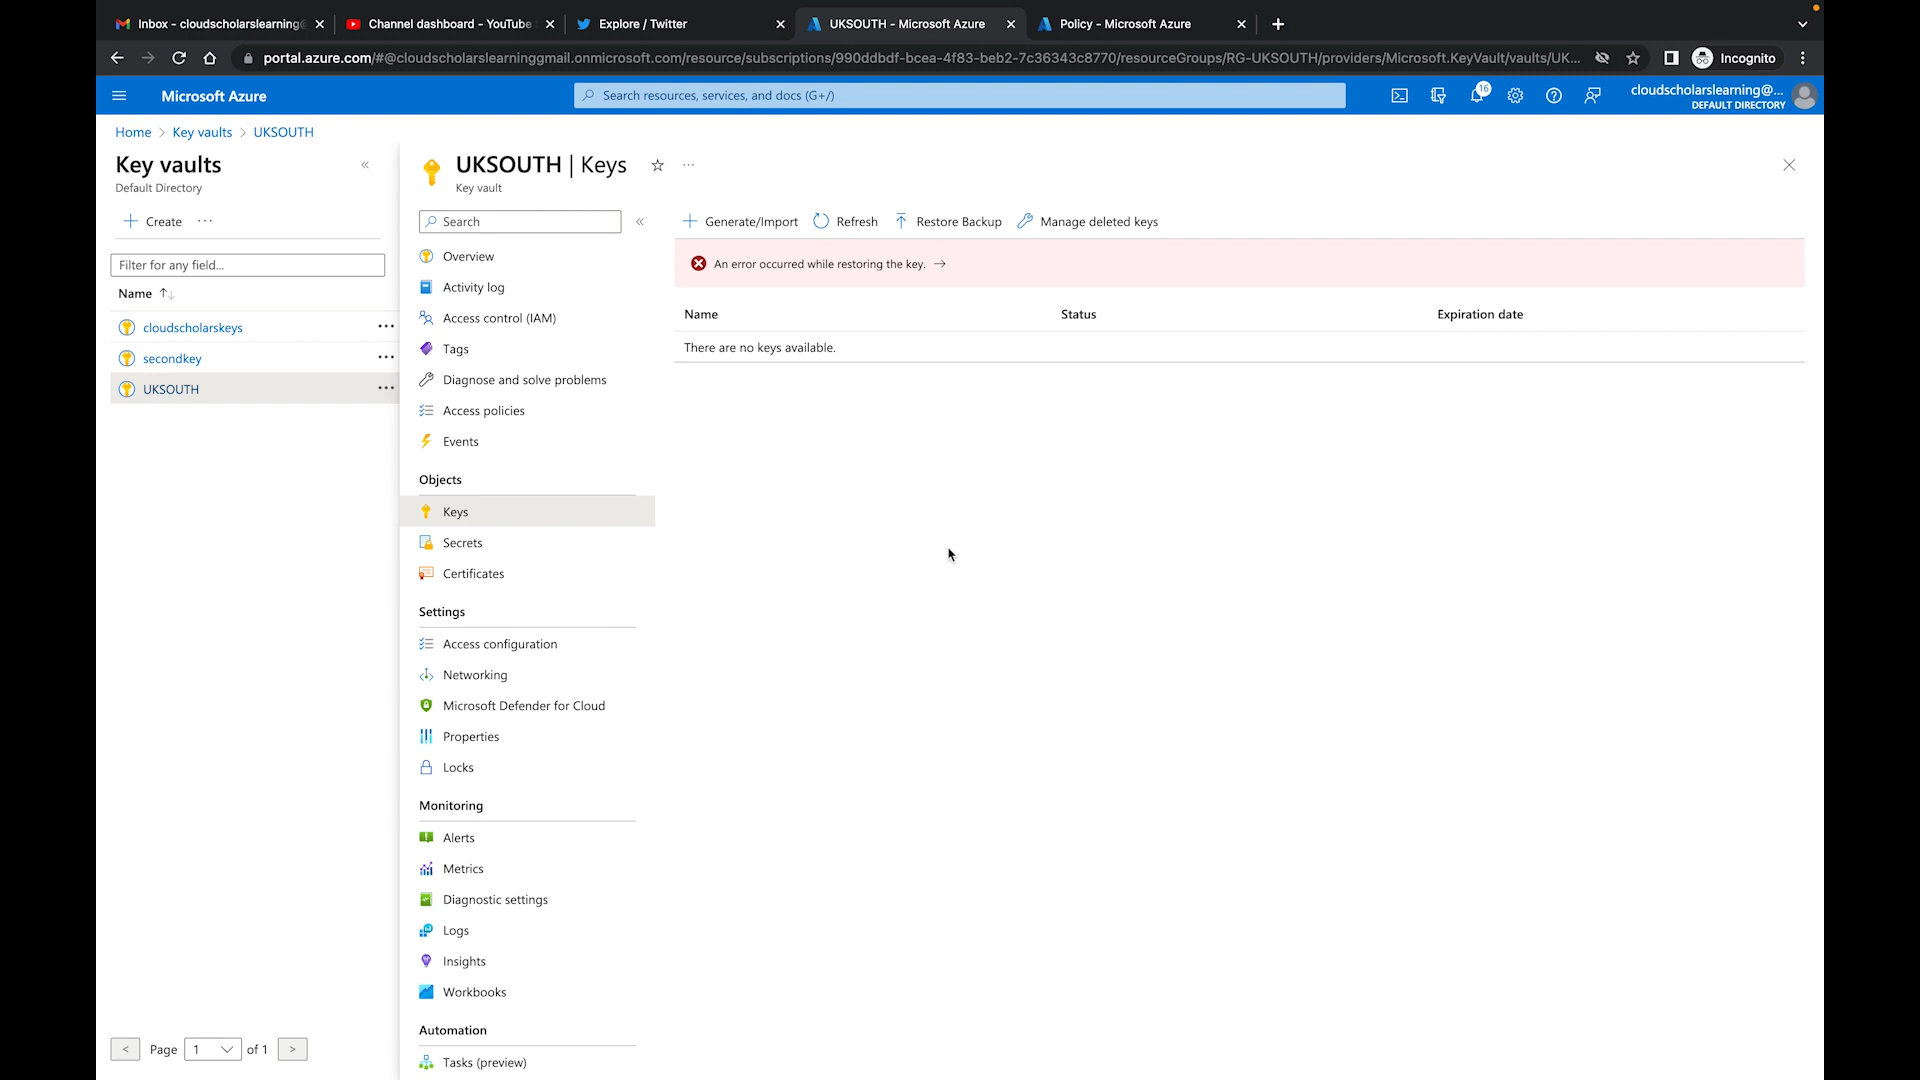 Inbox - cloudscholarslearning@
Channel dashboard - YouTube
Explore / Twitter
UKSOUTH - Microsoft Azure
Policy - Microsoft Azure
portal.azure.com/#@cloudscholarslearninggmail.onmicrosoft.com/resource/subscriptions/990ddbdf-bcea-4f83-beb2-7c36343c8770/resourceGroups/RG-UKSOUTH/providers/Microsoft.KeyVault/vaults/UK...
Incognito
Microsoft Azure
Search resources, services, and docs (G+/)
16
cloudscholarslearning@...
DEFAULT DIRECTORY
Home > Key vaults > UKSOUTH
Key vaults
Default Directory
+ Create ...
Filter for any field...
Name ↑↓
cloudscholarskeys ...
secondkey ...
UKSOUTH ...
< Page 1 of 1 >
UKSOUTH | Keys
Key vault
Search
Overview
Activity log
Access control (IAM)
Tags
Diagnose and solve problems
Access policies
Events
Objects
Keys
Secrets
Certificates
Settings
Access configuration
Networking
Microsoft Defender for Cloud
Properties
Locks
Monitoring
Alerts
Metrics
Diagnostic settings
Logs
Insights
Workbooks
Automation
Tasks (preview)
Generate/Import Refresh Restore Backup Manage deleted keys
An error occurred while restoring the key. →
Name Status Expiration date
There are no keys available.